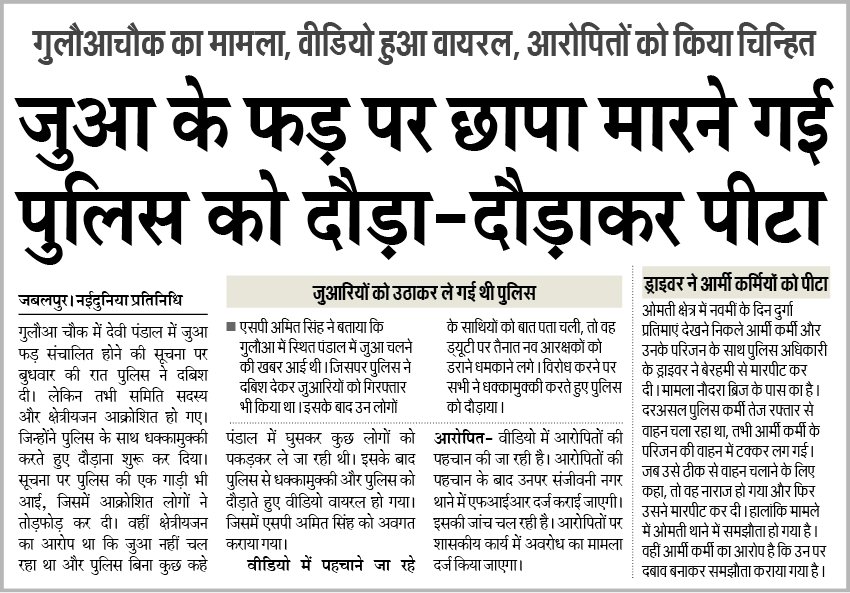 गुलौआचौक का मामला, वीडियो हुआ वायरल, आरोपितों को किया चिन्हित
जुआ के फड़ पर छापा मारने गई
पुलिस को दौड़ा-दौड़ाकर पीटा
जबलपुर। नईदुनिया प्रतिनिधि
गुलौआ चौक में देवी पंडाल में जुआ
फड़ संचालित होने की सूचना पर
बुधवार की रात पुलिस ने दबिश
दी। लेकिन तभी समिति सदस्य
और क्षेत्रीयजन आक्रोशित हो गए।
जिन्होंने पुलिस के साथ धक्कामुक्की
करते हुए दौड़ाना शुरू कर दिया।
सूचना पर पुलिस की एक गाड़ी भी
आई, जिसमें आक्रोशित लोगों ने
तोड़फोड़ कर दी। वहीं क्षेत्रीयजन
का आरोप था कि जुआ नहीं चल
रहा था और पुलिस बिना कुछ कहे
जुआरियों को उठाकर ले गई थी पुलिस
■ एसपी अमित सिंह ने बताया कि
गुलौआ में स्थित पंडाल में जुआ चलने
की खबर आई थी। जिसपर पुलिस ने
दबिश देकर जुआरियों को गिरफ्तार
भी किया था। इसके बाद उन लोगों
के साथियों को बात पता चली, तो वह
ड्यूटी पर तैनात नव आरक्षकों को
डराने धमकाने लगे। विरोध करने पर
सभी ने धक्कामुक्की करते हुए पुलिस
को दौड़ाया।
पंडाल में घुसकर कुछ लोगों को
पकड़कर ले जा रही थी। इसके बाद
पुलिस से धक्कामुक्की और पुलिस को
दौड़ाते हुए वीडियो वायरल हो गया।
जिसमें एसपी अमित सिंह को अवगत
कराया गया।
वीडियो में पहचाने जा रहे
आरोपित- वीडियो में आरोपितों की
पहचान की जा रही है। आरोपितों की
पहचान के बाद उनपर संजीवनी नगर
थाने में एफआईआर दर्ज कराई जाएगी।
इसकी जांच चल रही है। आरोपितों पर
शासकीय कार्य में अवरोध का मामला
दर्ज किया जाएगा।
ड्राइवर ने आर्मी कर्मियों को पीटा
ओमती क्षेत्र में नवमीं के दिन दुर्गा
प्रतिमाएं देखने निकले आर्मी कर्मी और
उनके परिजन के साथ पुलिस अधिकारी
के ड्राइवर ने बेरहमी से मारपीट कर
दी। मामला नौदरा ब्रिज के पास का है।
दरअसल पुलिस कर्मी तेज रफ्तार से
वाहन चला रहा था, तभी आर्मी कर्मी के
परिजन की वाहन में टक्कर लग गई।
जब उसे ठीक से वाहन चलाने के लिए
कहा, तो वह नाराज हो गया और फिर
उसने मारपीट कर दी। हालांकि मामले
में ओमती थाने में समझौता हो गया है।
वहीं आर्मी कर्मी का आरोप है कि उन पर
दबाव बनाकर समझौता कराया गया है।